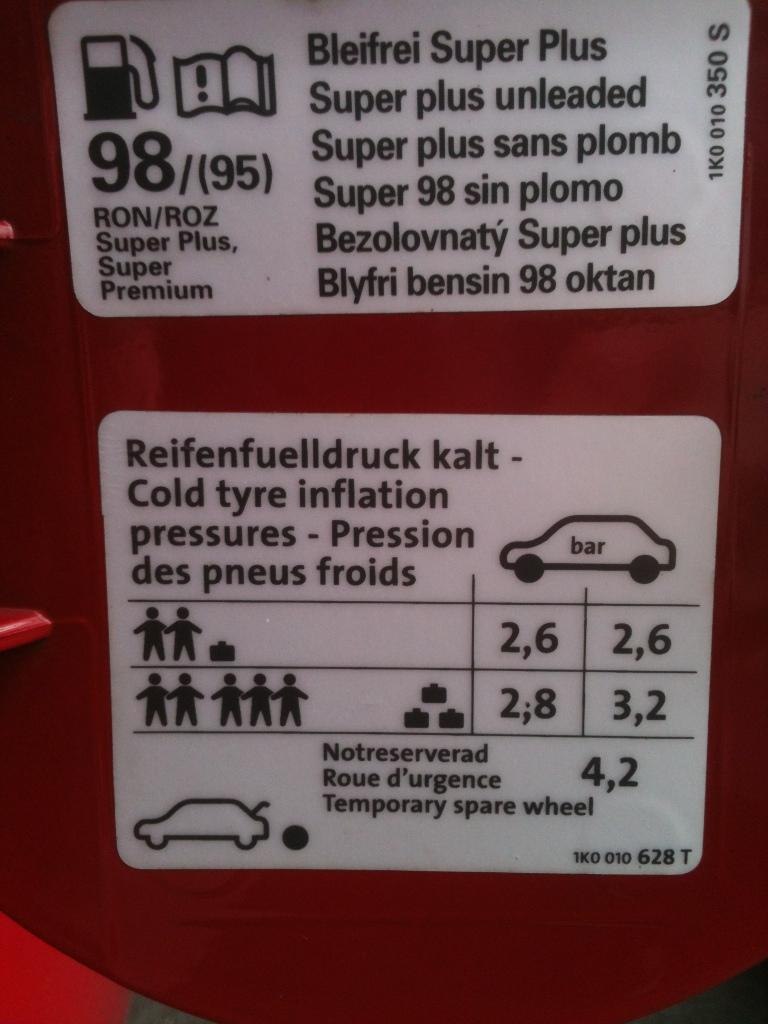 98/(95)
RON/ROZ
Super Plus,
Super
Premium
Bleifrei Super Plus
Super plus unleaded
Super plus sans plomb
Super 98 sin plomo
Bezolovnatý Super plus
Blyfri bensin 98 oktan
1K0 010 350 S
Reifenfuelldruck kalt -
Cold tyre inflation
pressures - Pression
des pneus froids
bar
2,6 2,6
2;8 3,2
Notreserverad
Roue d'urgence
Temporary spare wheel
4,2
1K0 010 628 T